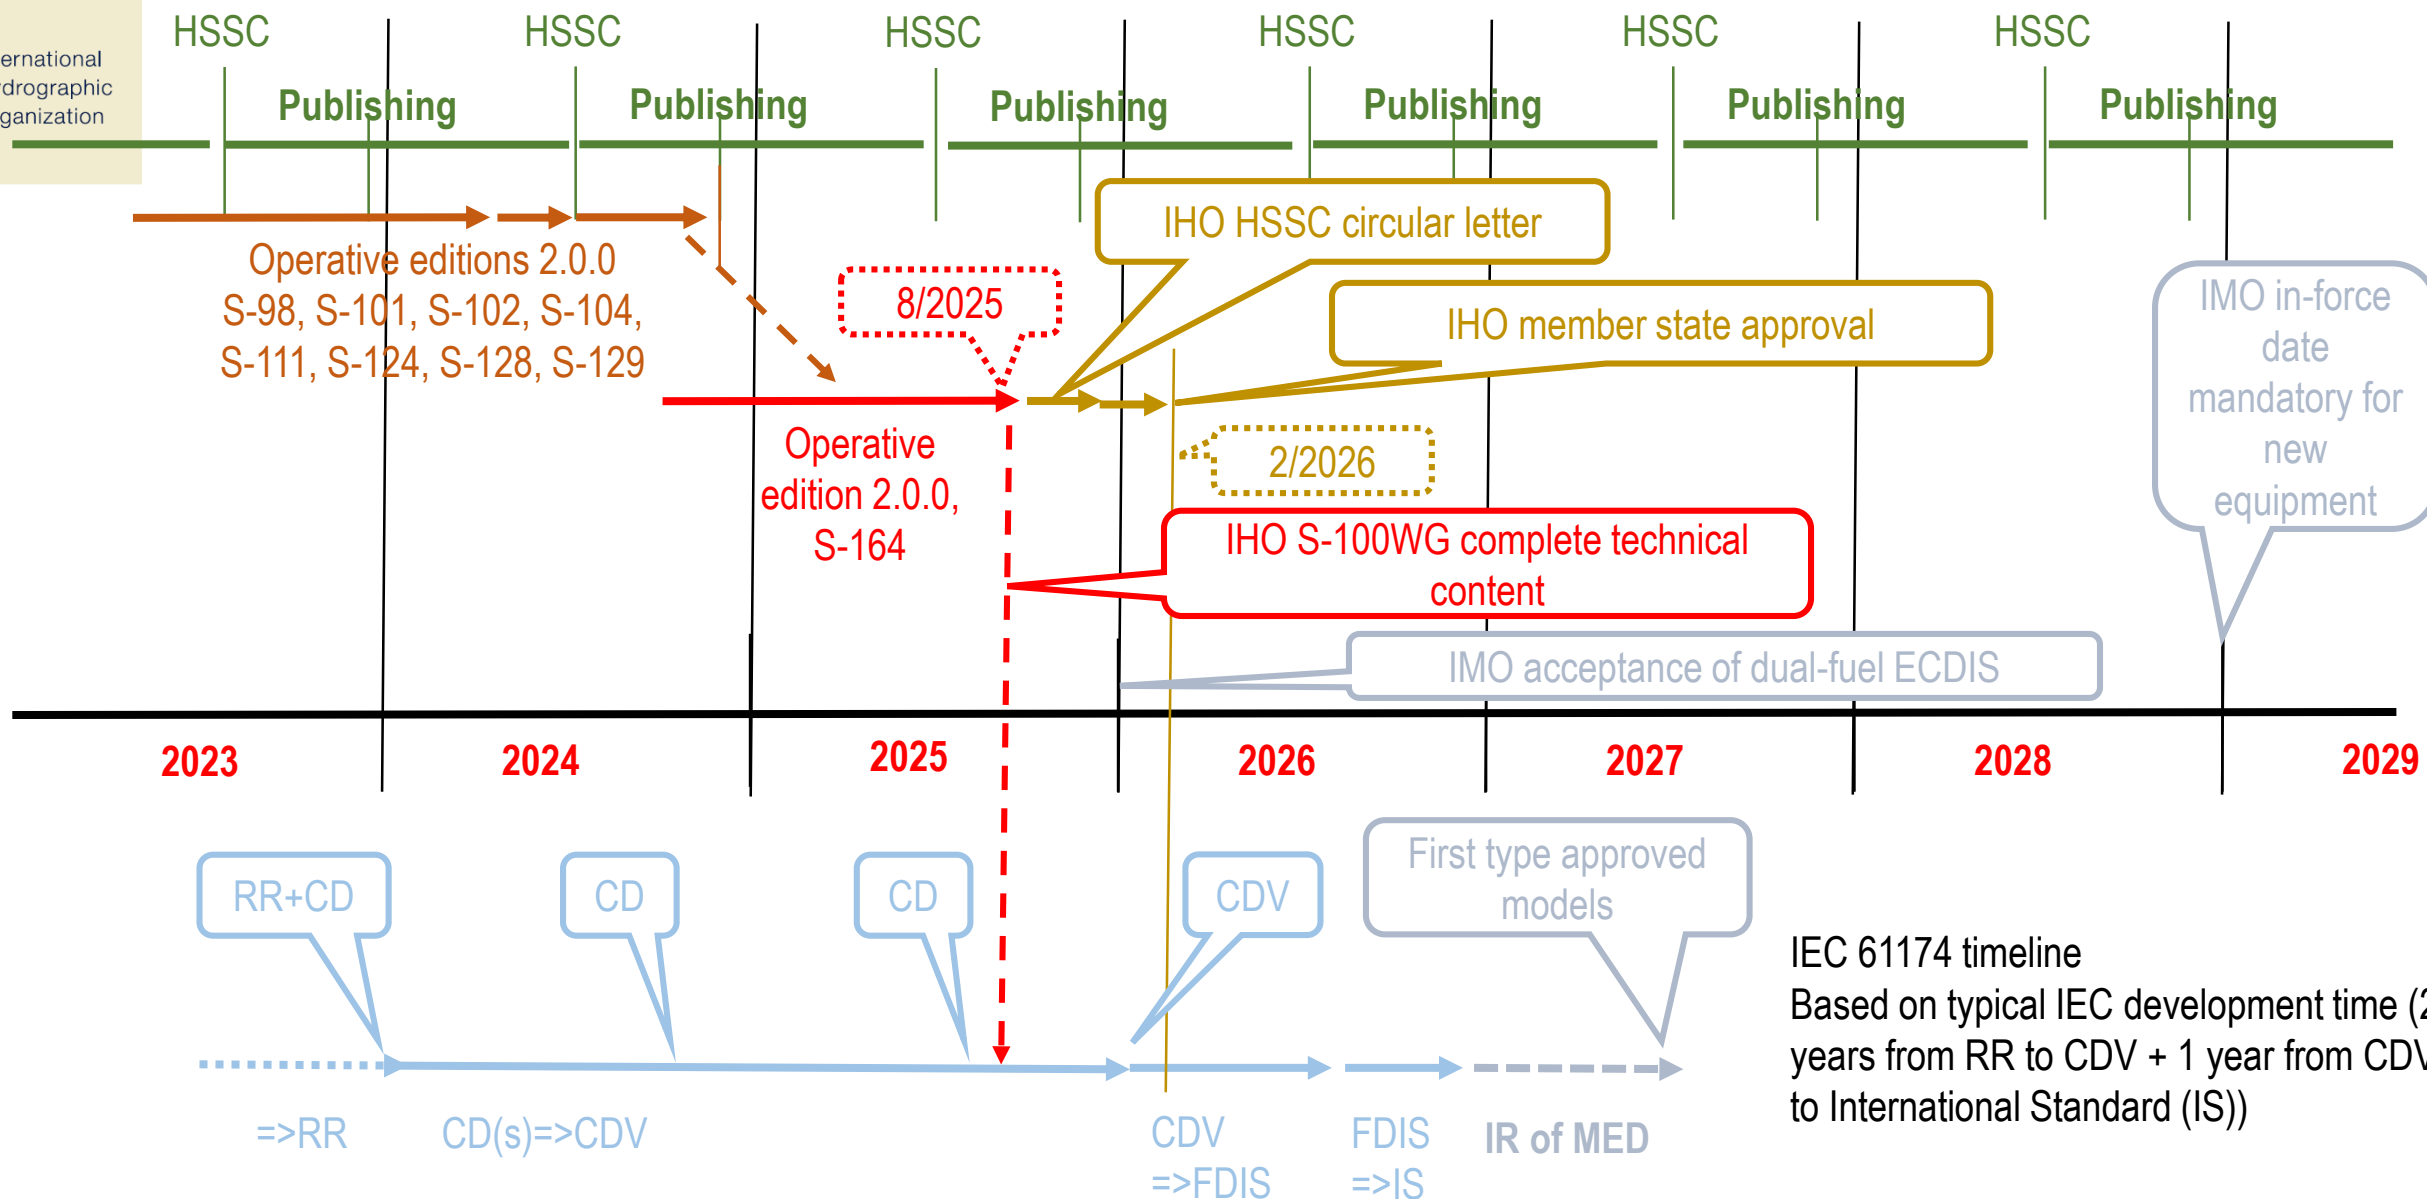 ernational
drographic
ganization
HSSC
HSSC
HSSC
HSSC
HSSC
HSSC
Publishing
Publishing
Publishing
Publishing
Publishing
Publishing
Operative editions 2.0.0
S-98, S-101, S-102, S-104,
S-111, S-124, S-128, S-129
8/2025
IHO HSSC circular letter
IHO member state approval
IMO in-force
date
mandatory for
new
equipment
Operative
edition 2.0.0,
S-164
2/2026
IHO S-100WG complete technical
content
IMO acceptance of dual-fuel ECDIS
2023
2024
2025
2026
2027
2028
2029
RR+CD
CD
CD
CDV
First type approved
models
IEC 61174 timeline
Based on typical IEC development time (2
years from RR to CDV + 1 year from CDV
to International Standard (IS))
=>RR
CD(s)=>CDV
CDV
=>FDIS
FDIS
=>IS
IR of MED